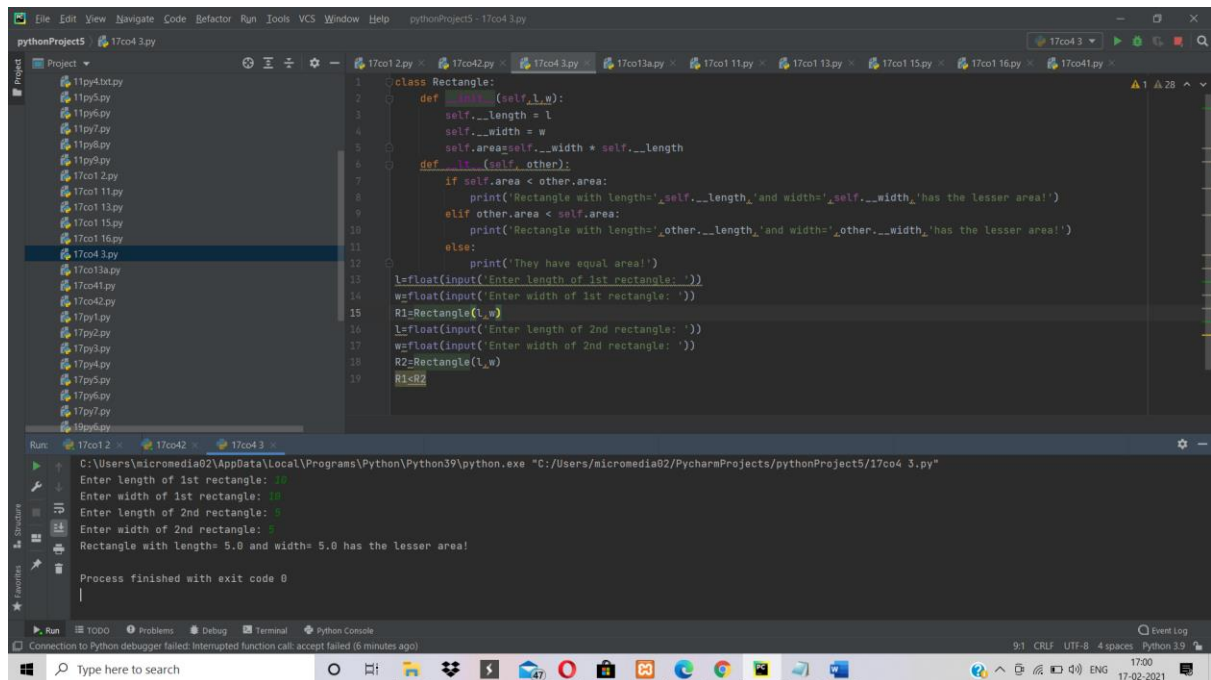 File Edit View Navigate Code Refactor Run Tools VCS Window Help pythonProject5 - 17co4 3.py
pythonProject5 17co4 3.py 17co4 3
Project
17co1 2.py 17co42.py 17co4 3.py 17co13a.py 17co1 11.py 17co1 13.py 17co1 15.py 17co1 16.py 17co41.py
11py4.txt.py
11py5.py
11py6.py
11py7.py
11py8.py
11py9.py
17co1 2.py
17co1 11.py
17co1 13.py
17co1 15.py
17co1 16.py
17co4 3.py
17co13a.py
17co41.py
17co42.py
17py1.py
17py2.py
17py3.py
17py4.py
17py5.py
17py6.py
17py7.py
19py6.py
1 class Rectangle:
2 def __init__(self,l,w):
3 self.__length = l
4 self.__width = w
5 self.area=self.__width * self.__length
6 def __lt__(self, other):
7 if self.area < other.area:
8 print('Rectangle with length=',self.__length,'and width=',self.__width,'has the lesser area!')
9 elif other.area < self.area:
10 print('Rectangle with length=',other.__length,'and width=',other.__width,'has the lesser area!')
11 else:
12 print('They have equal area!')
13 l=float(input('Enter length of 1st rectangle: '))
14 w=float(input('Enter width of 1st rectangle: '))
15 R1=Rectangle(l,w)
16 l=float(input('Enter length of 2nd rectangle: '))
17 w=float(input('Enter width of 2nd rectangle: '))
18 R2=Rectangle(l,w)
19 R1<R2
1 28
Run: 17co1 2 17co42 17co4 3
C:\Users\micromedia02\AppData\Local\Programs\Python\Python39\python.exe "C:/Users/micromedia02/PycharmProjects/pythonProject5/17co4 3.py"
Enter length of 1st rectangle: 10
Enter width of 1st rectangle: 10
Enter length of 2nd rectangle: 5
Enter width of 2nd rectangle: 5
Rectangle with length= 5.0 and width= 5.0 has the lesser area!
Process finished with exit code 0
Project
Structure
Favorites
Run TODO Problems Debug Terminal Python Console Event Log
Connection to Python debugger failed: Interrupted function call: accept failed (6 minutes ago) 9:1 CRLF UTF-8 4 spaces Python 3.9
Type here to search 47 ENG 17:00
17-02-2021